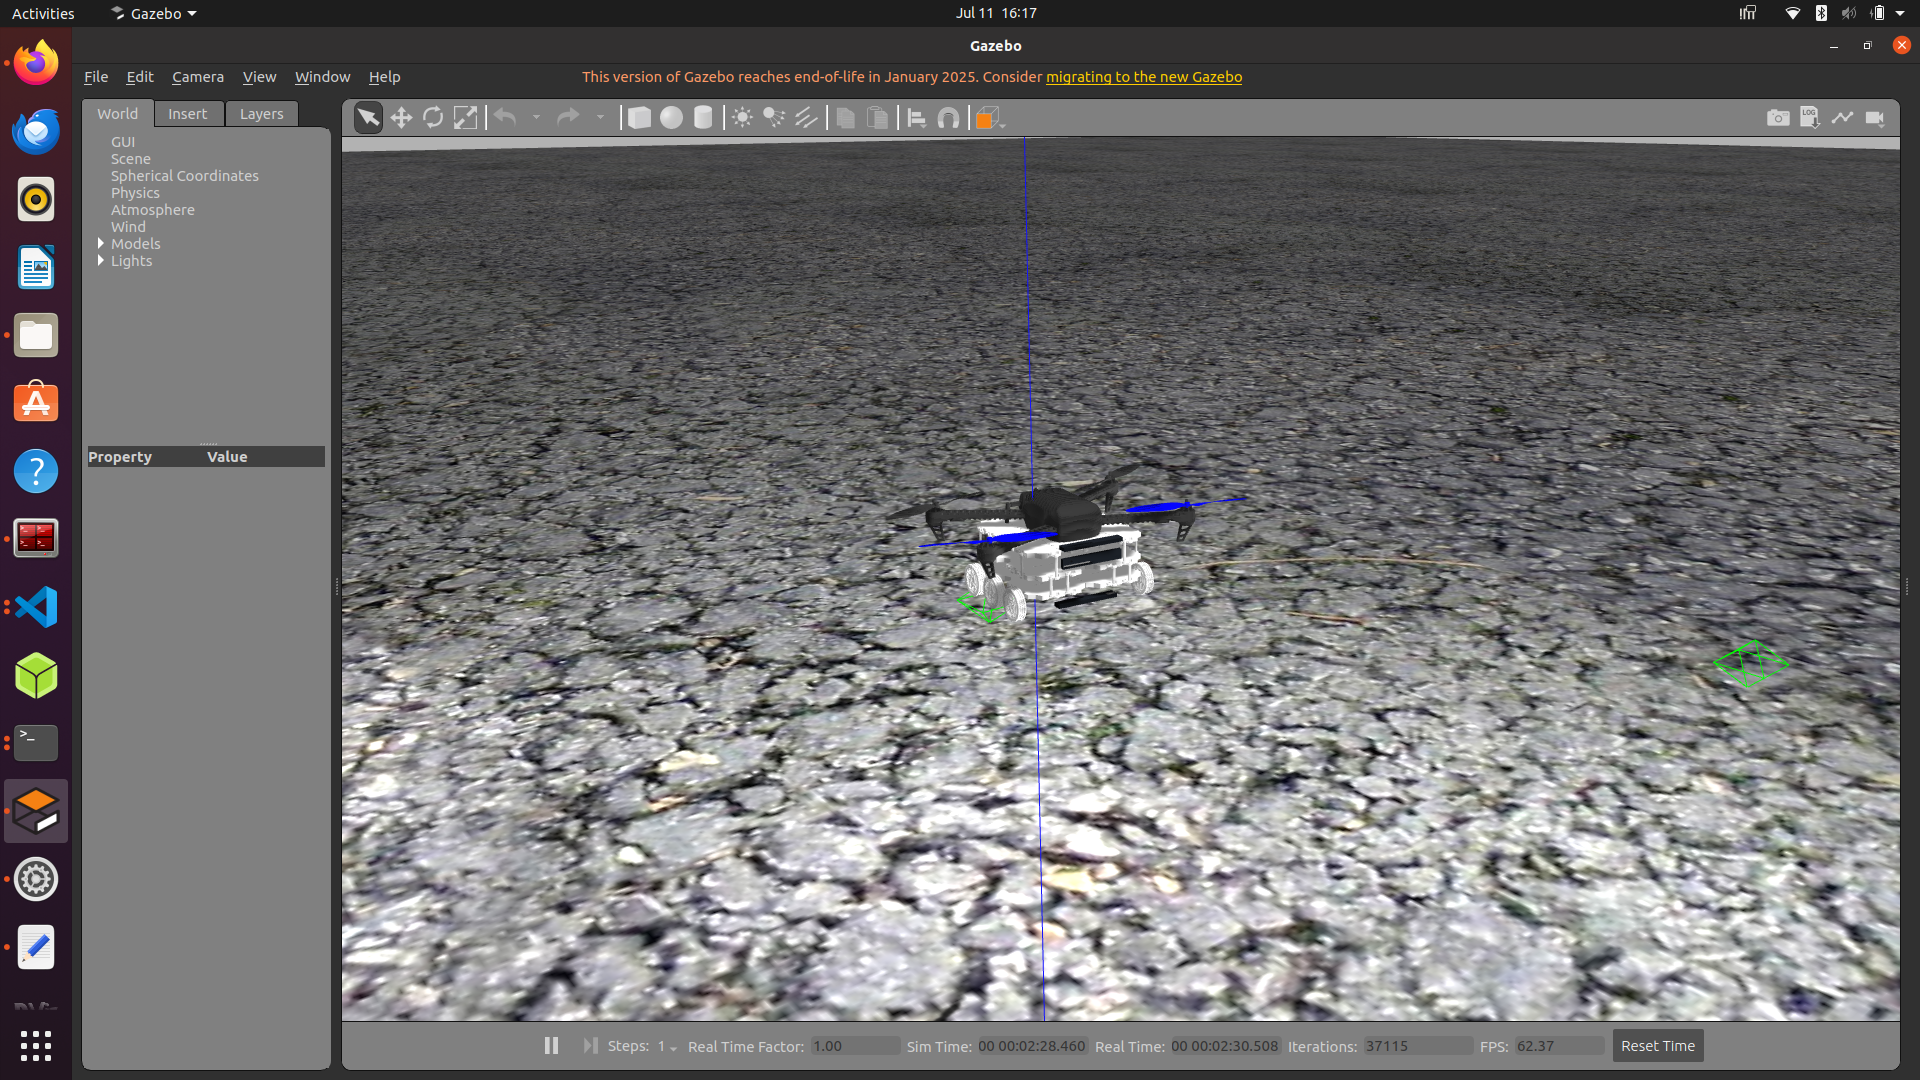 Activities
Gazebo
Jul 11 16:17
Gazebo
File Edit Camera View Window Help
This version of Gazebo reaches end-of-life in January 2025. Consider migrating to the new Gazebo
World Insert Layers
LOG
GUI
Scene
Spherical Coordinates
Physics
Atmosphere
Wind
Models
Lights
Property Value
Steps: 1 Real Time Factor: 1.00 Sim Time: 00 00:02:28.460 Real Time: 00 00:02:30.508 Iterations: 37115 FPS: 62.37 Reset Time